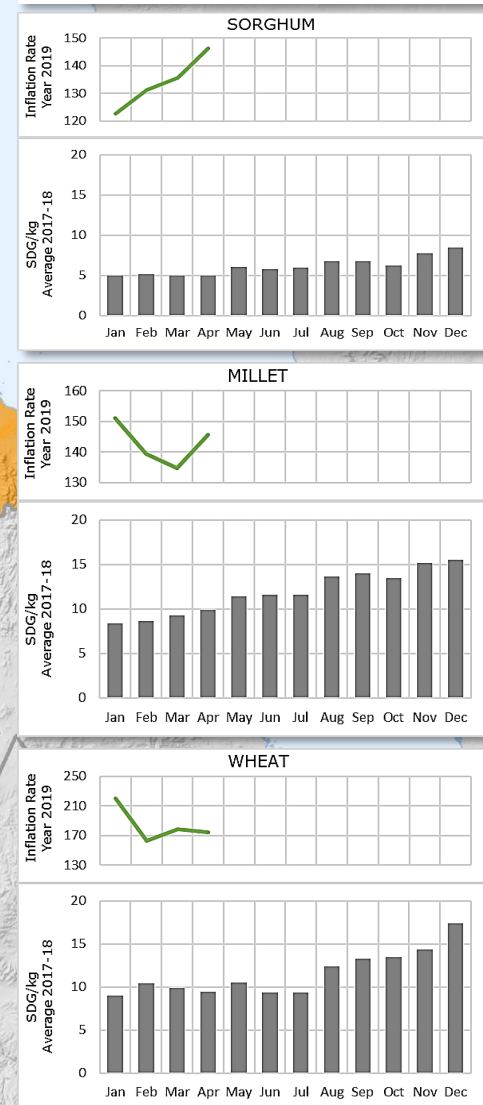 SORGHUM
Inflation Rate
Year 2019
150
140
130
120
SDG/kg
Average 2017-18
20
15
10
5
0
Jan Feb Mar Apr May Jun Jul Aug Sep Oct Nov Dec
MILLET
Inflation Rate
Year 2019
160
150
140
130
SDG/kg
Average 2017-18
20
15
10
5
0
Jan Feb Mar Apr May Jun Jul Aug Sep Oct Nov Dec
WHEAT
Inflation Rate
Year 2019
250
210
170
130
SDG/kg
Average 2017-18
20
15
10
5
0
Jan Feb Mar Apr May Jun Jul Aug Sep Oct Nov Dec